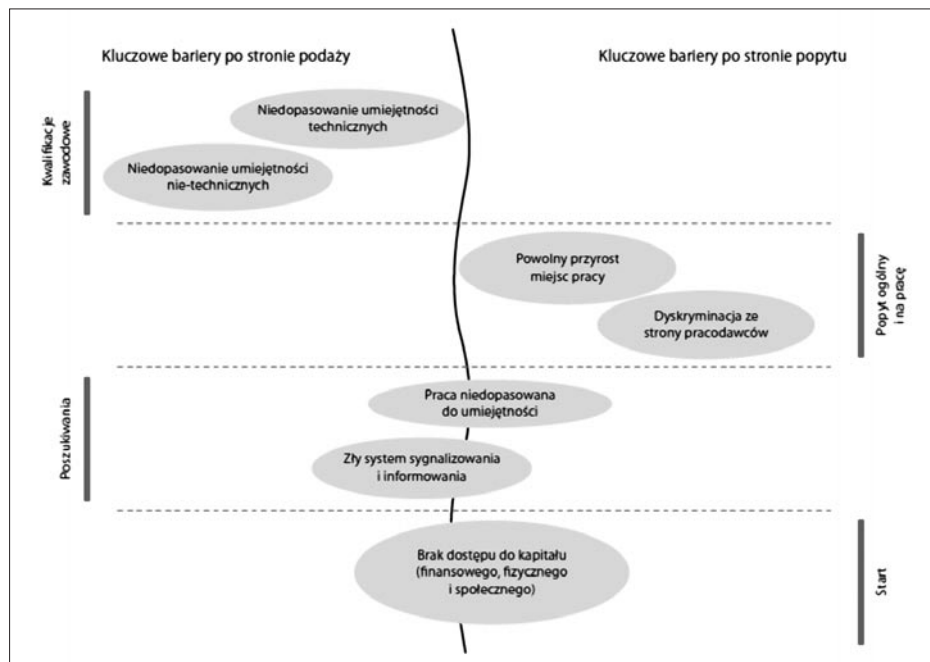 Kluczowe bariery po stronie podaży
Kluczowe bariery po stronie popytu
Kwalifikacje
zawodowe
Niedopasowanie umiejętności
technicznych
Niedopasowanie umiejętności
nie-technicznych
Powolny przyrost
miejsc pracy
Dyskryminacja ze
strony pracodawców
Popyt ogólny
i na pracę
Poszukiwania
Praca niedopasowana
do umiejętności
Zły system sygnalizowania
i informowania
Brak dostępu do kapitału
(finansowego, fizycznego
i społecznego)
Start